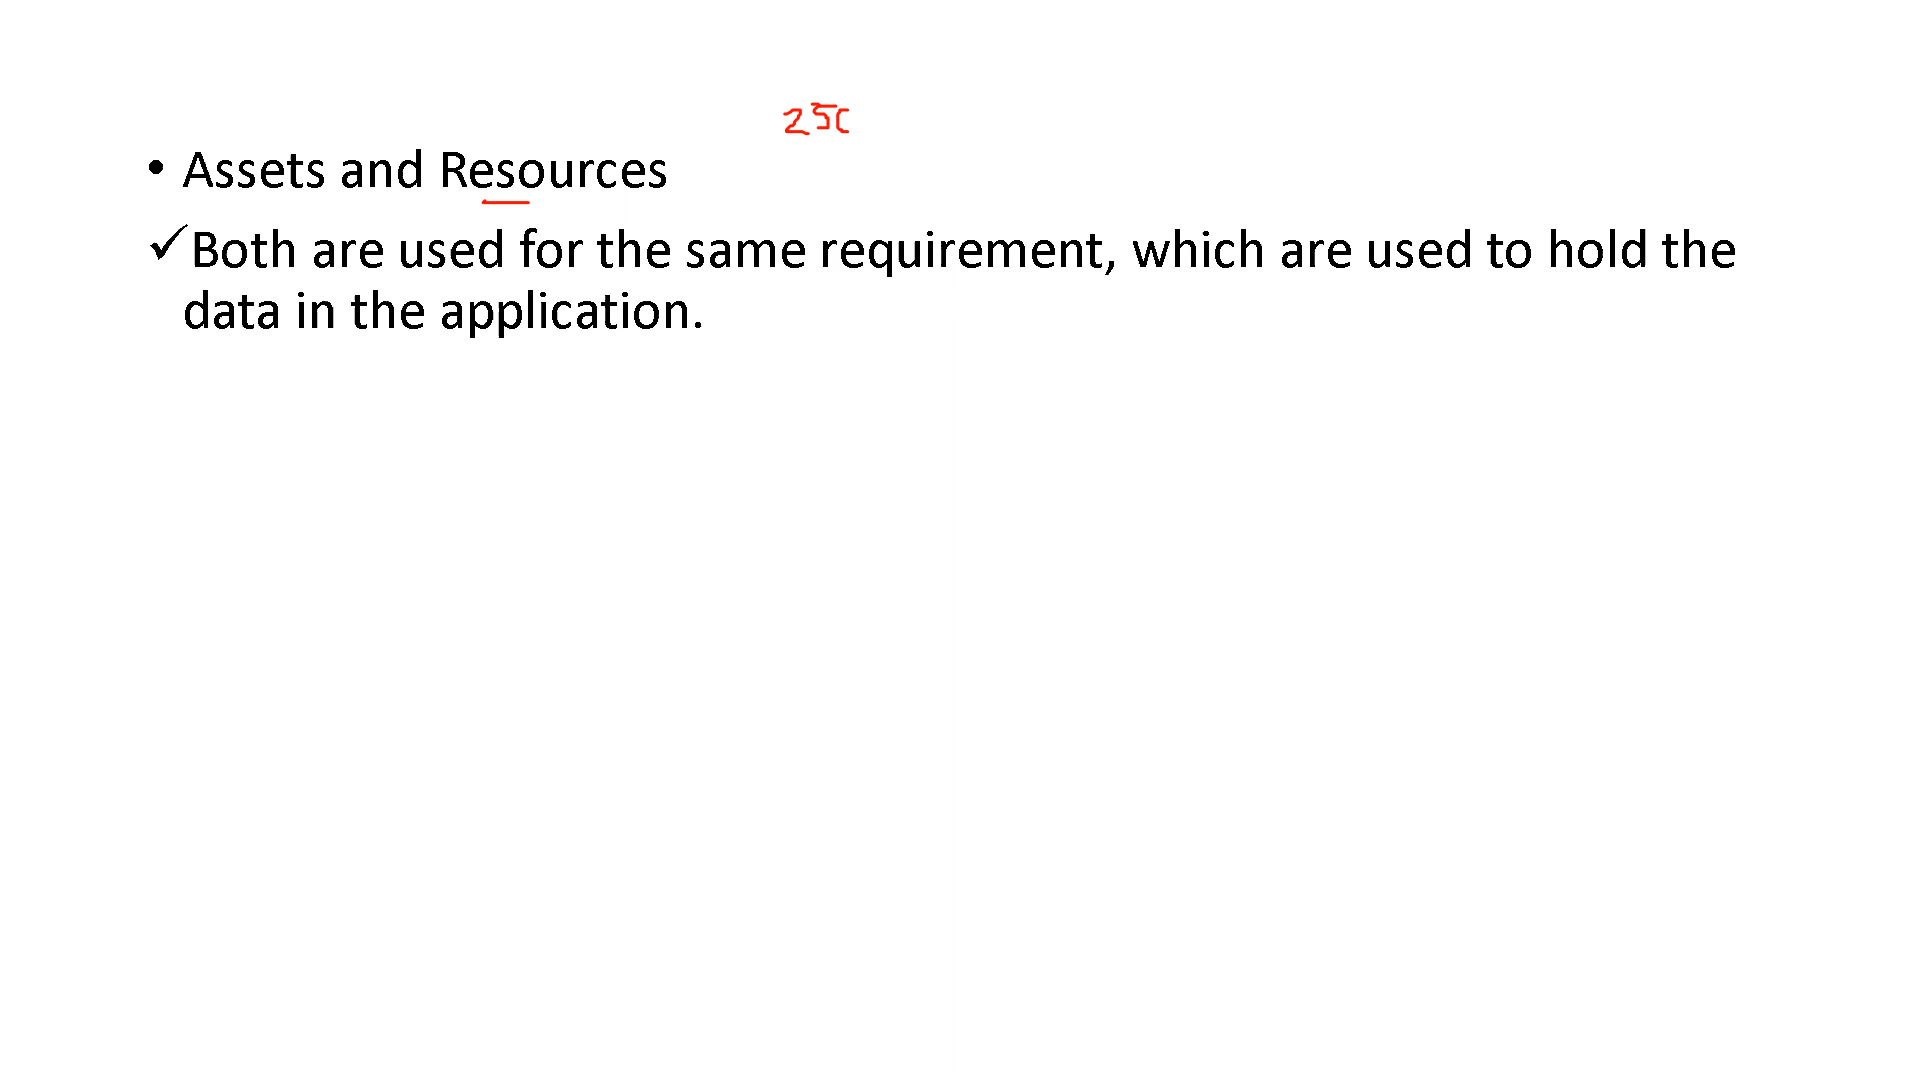 25C
• Assets and Resources
✓Both are used for the same requirement, which are used to hold the
data in the application.